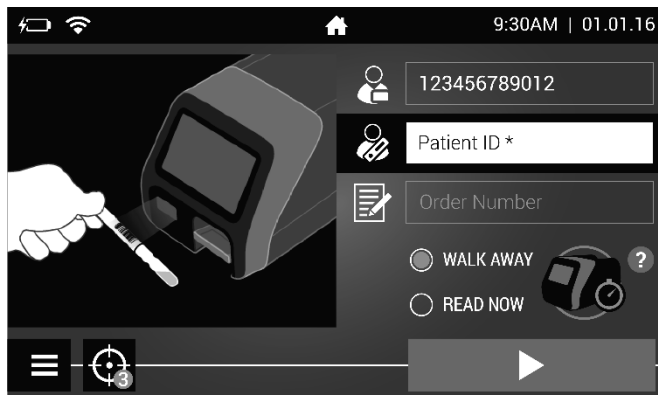 9:30AM | 01.01.16
123456789012
Patient ID *
Order Number
WALK AWAY
?
READ NOW
3